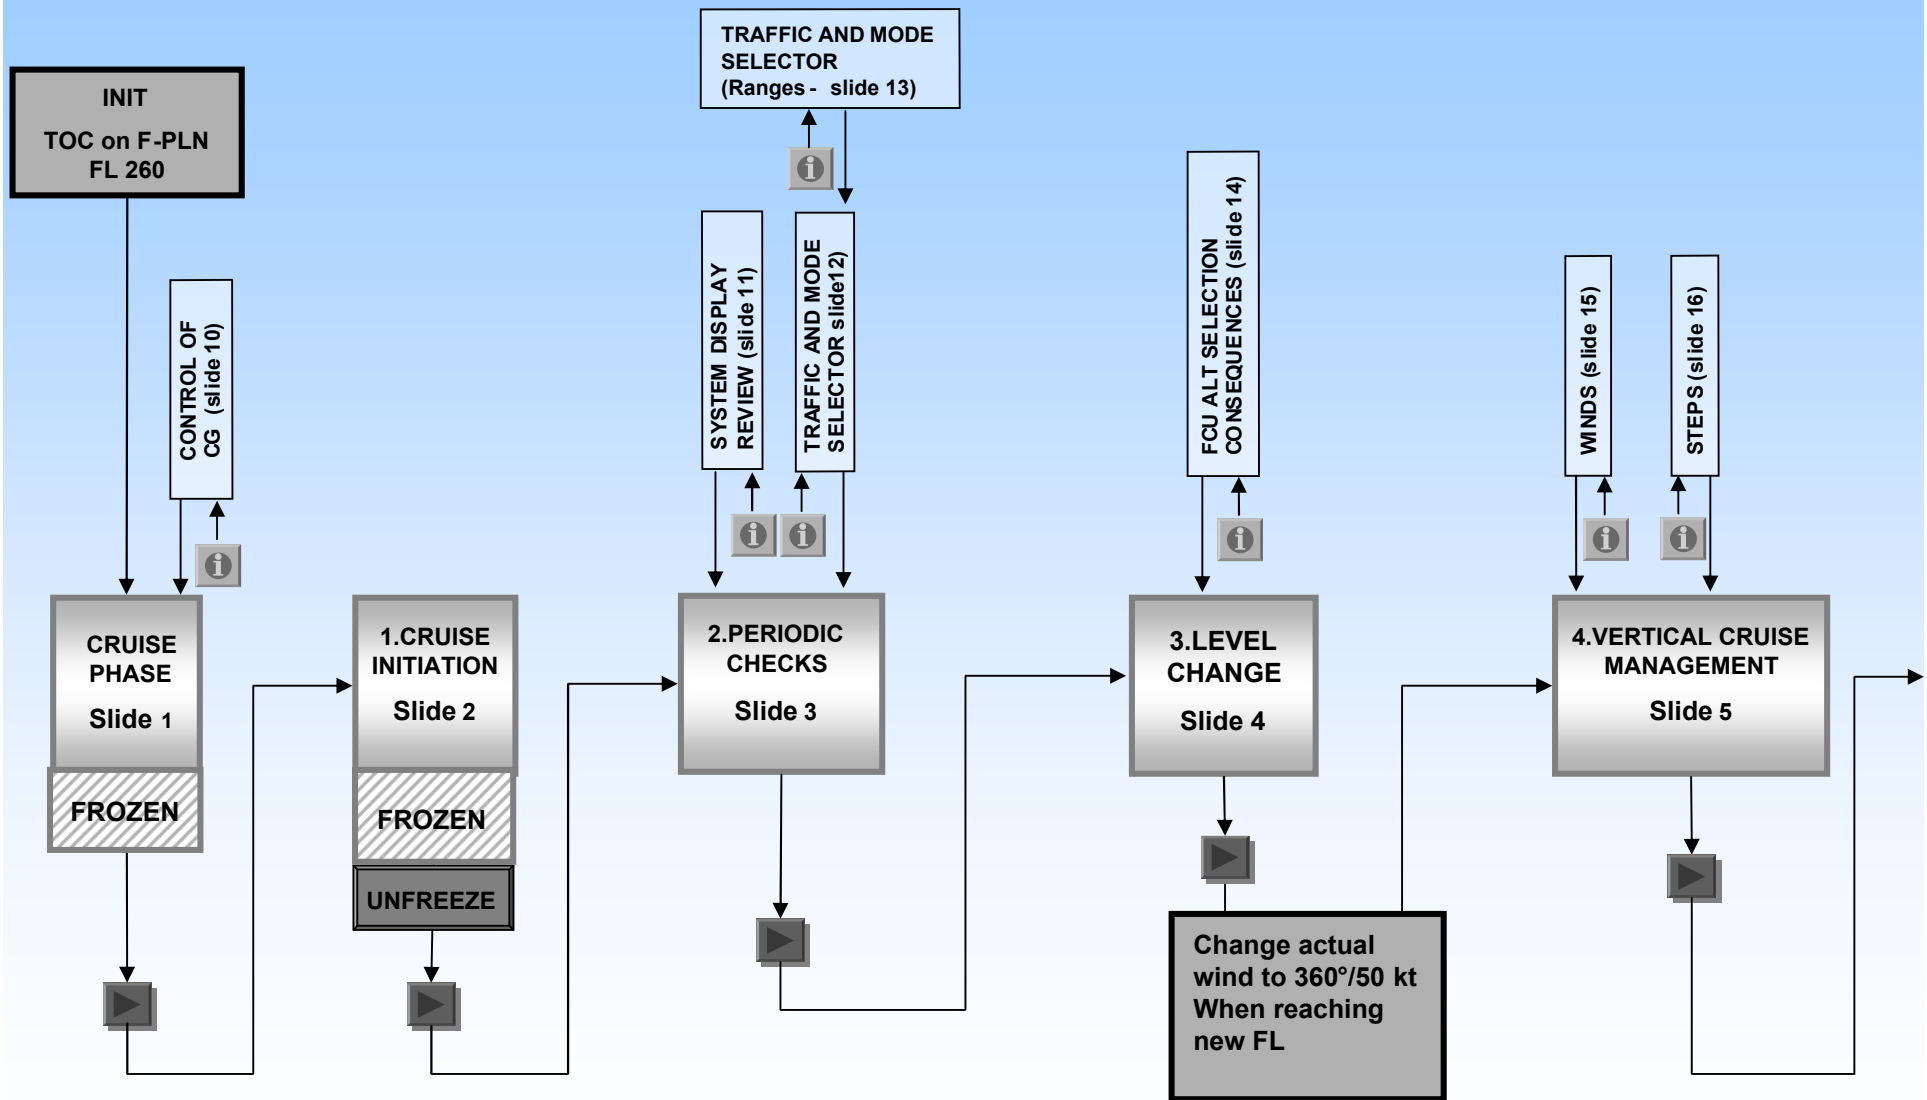 TRAFFIC AND MODE
SELECTOR
(Ranges - slide 13)
INIT
TOC on F-PLN
FL 260
CONTROL OF
CG (slide 10)
SYSTEM DISPLAY
REVIEW (slide 11)
TRAFFIC AND MODE
SELECTOR slide12)
FCU ALT SELECTION
CONSEQUENCES (slide 14)
WINDS (slide 15)
STEPS (slide 16)
CRUISE
PHASE
Slide 1
FROZEN
1.CRUISE
INITIATION
Slide 2
FROZEN
UNFREEZE
2.PERIODIC
CHECKS
Slide 3
3.LEVEL
CHANGE
Slide 4
Change actual
wind to 360°/50 kt
When reaching
new FL
4.VERTICAL CRUISE
MANAGEMENT
Slide 5